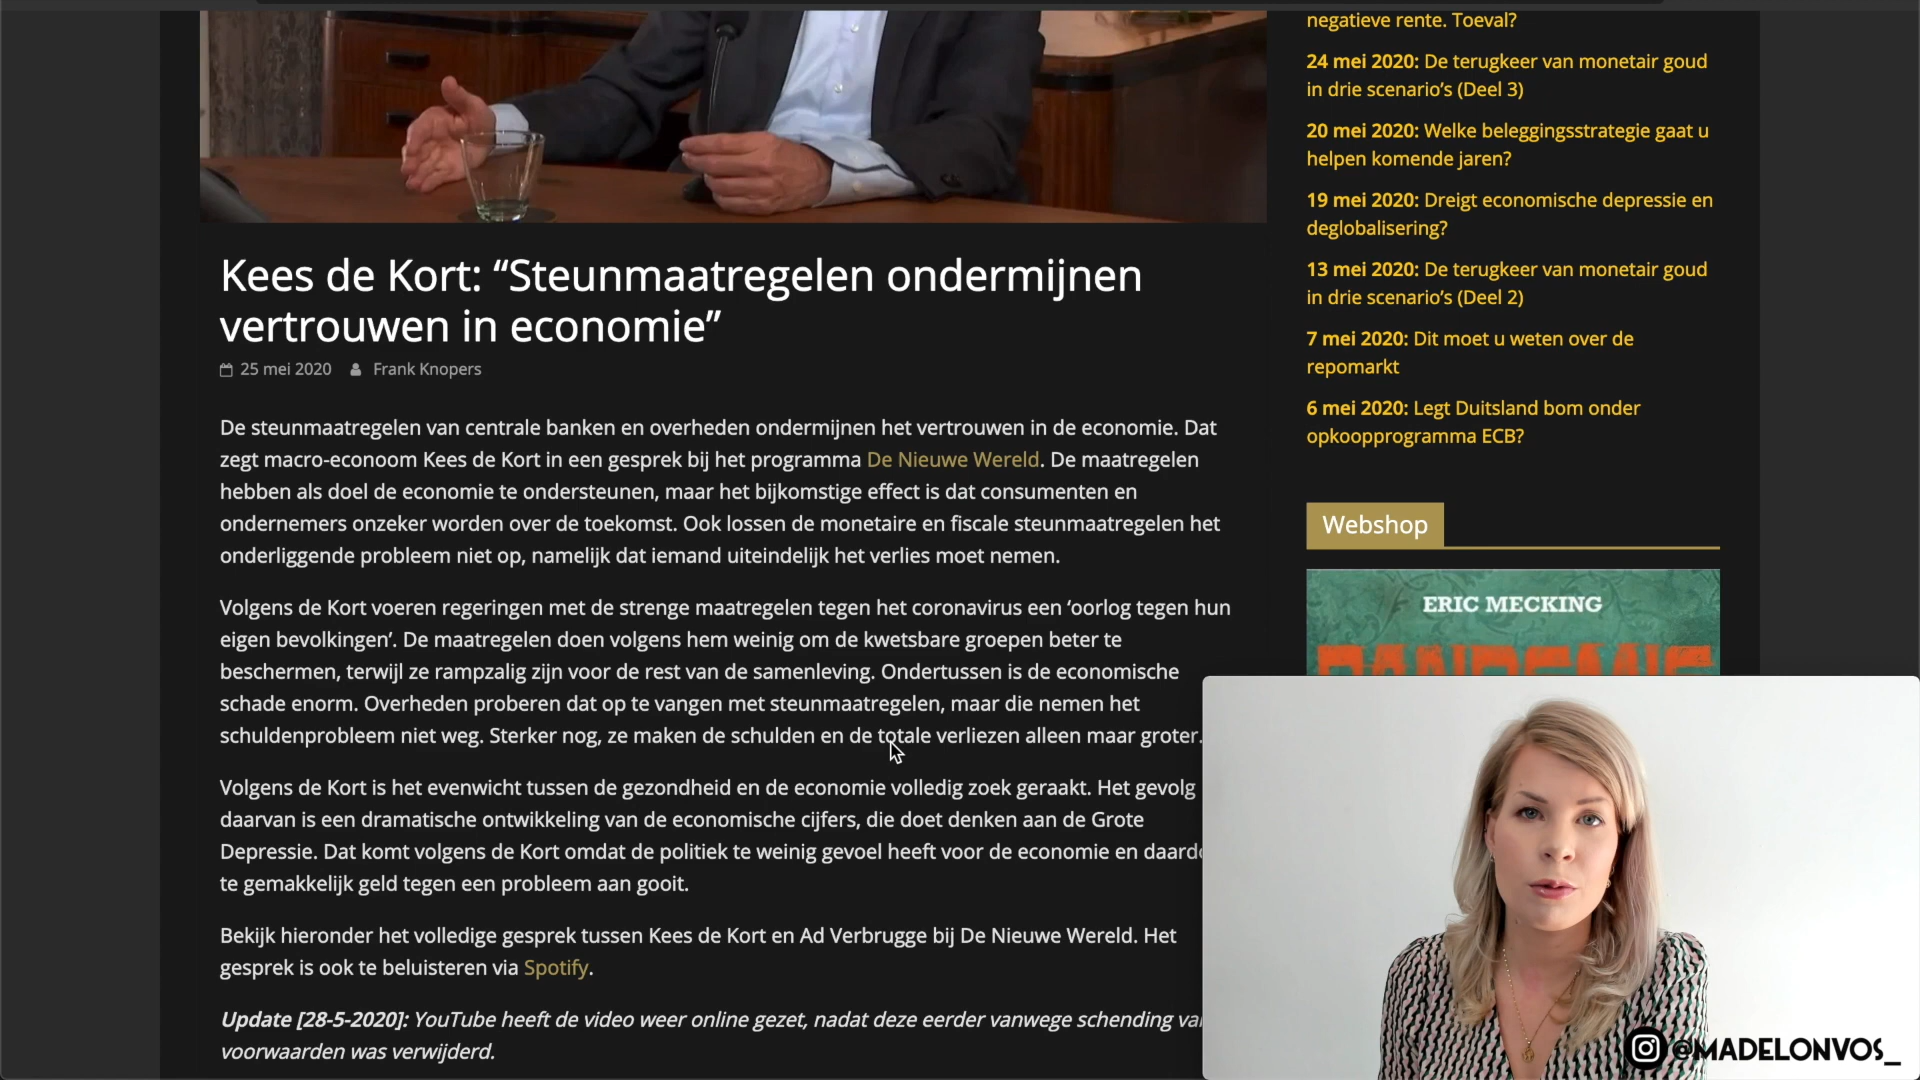 Kees de Kort: “Steunmaatregelen ondermijnen
vertrouwen in economie”
25 mei 2020 Frank Knopers
De steunmaatregelen van centrale banken en overheden ondermijnen het vertrouwen in de economie. Dat
zegt macro-econoom Kees de Kort in een gesprek bij het programma De Nieuwe Wereld. De maatregelen
hebben als doel de economie te ondersteunen, maar het bijkomstige effect is dat consumenten en
ondernemers onzeker worden over de toekomst. Ook lossen de monetaire en fiscale steunmaatregelen het
onderliggende probleem niet op, namelijk dat iemand uiteindelijk het verlies moet nemen.
Volgens de Kort voeren regeringen met de strenge maatregelen tegen het coronavirus een ‘oorlog tegen hun
eigen bevolkingen’. De maatregelen doen volgens hem weinig om de kwetsbare groepen beter te
beschermen, terwijl ze rampzalig zijn voor de rest van de samenleving. Ondertussen is de economische
schade enorm. Overheden proberen dat op te vangen met steunmaatregelen, maar die nemen het
schuldenprobleem niet weg. Sterker nog, ze maken de schulden en de totale verliezen alleen maar groter.
Volgens de Kort is het evenwicht tussen de gezondheid en de economie volledig zoek geraakt. Het gevolg
daarvan is een dramatische ontwikkeling van de economische cijfers, die doet denken aan de Grote
Depressie. Dat komt volgens de Kort omdat de politiek te weinig gevoel heeft voor de economie en
te gemakkelijk geld tegen een probleem aan gooit.
Bekijk hieronder het volledige gesprek tussen Kees de Kort en Ad Verbrugge bij De Nieuwe Wereld. Het
gesprek is ook te beluisteren via Spotify.
Update [28-5-2020]: YouTube heeft de video weer online gezet, nadat deze eerder vanwege schending
voorwaarden was verwijderd.
negatieve rente. Toeval?
24 mei 2020: De terugkeer van monetair goud
in drie scenario’s (Deel 3)
20 mei 2020: Welke beleggingsstrategie gaat u
helpen komende jaren?
19 mei 2020: Dreigt economische depressie en
deglobalisering?
13 mei 2020: De terugkeer van monetair goud
in drie scenario’s (Deel 2)
7 mei 2020: Dit moet u weten over de
repomarkt
6 mei 2020: Legt Duitsland bom onder
opkoopprogramma ECB?
Webshop
ERIC MECKING
@MADELONVOS_